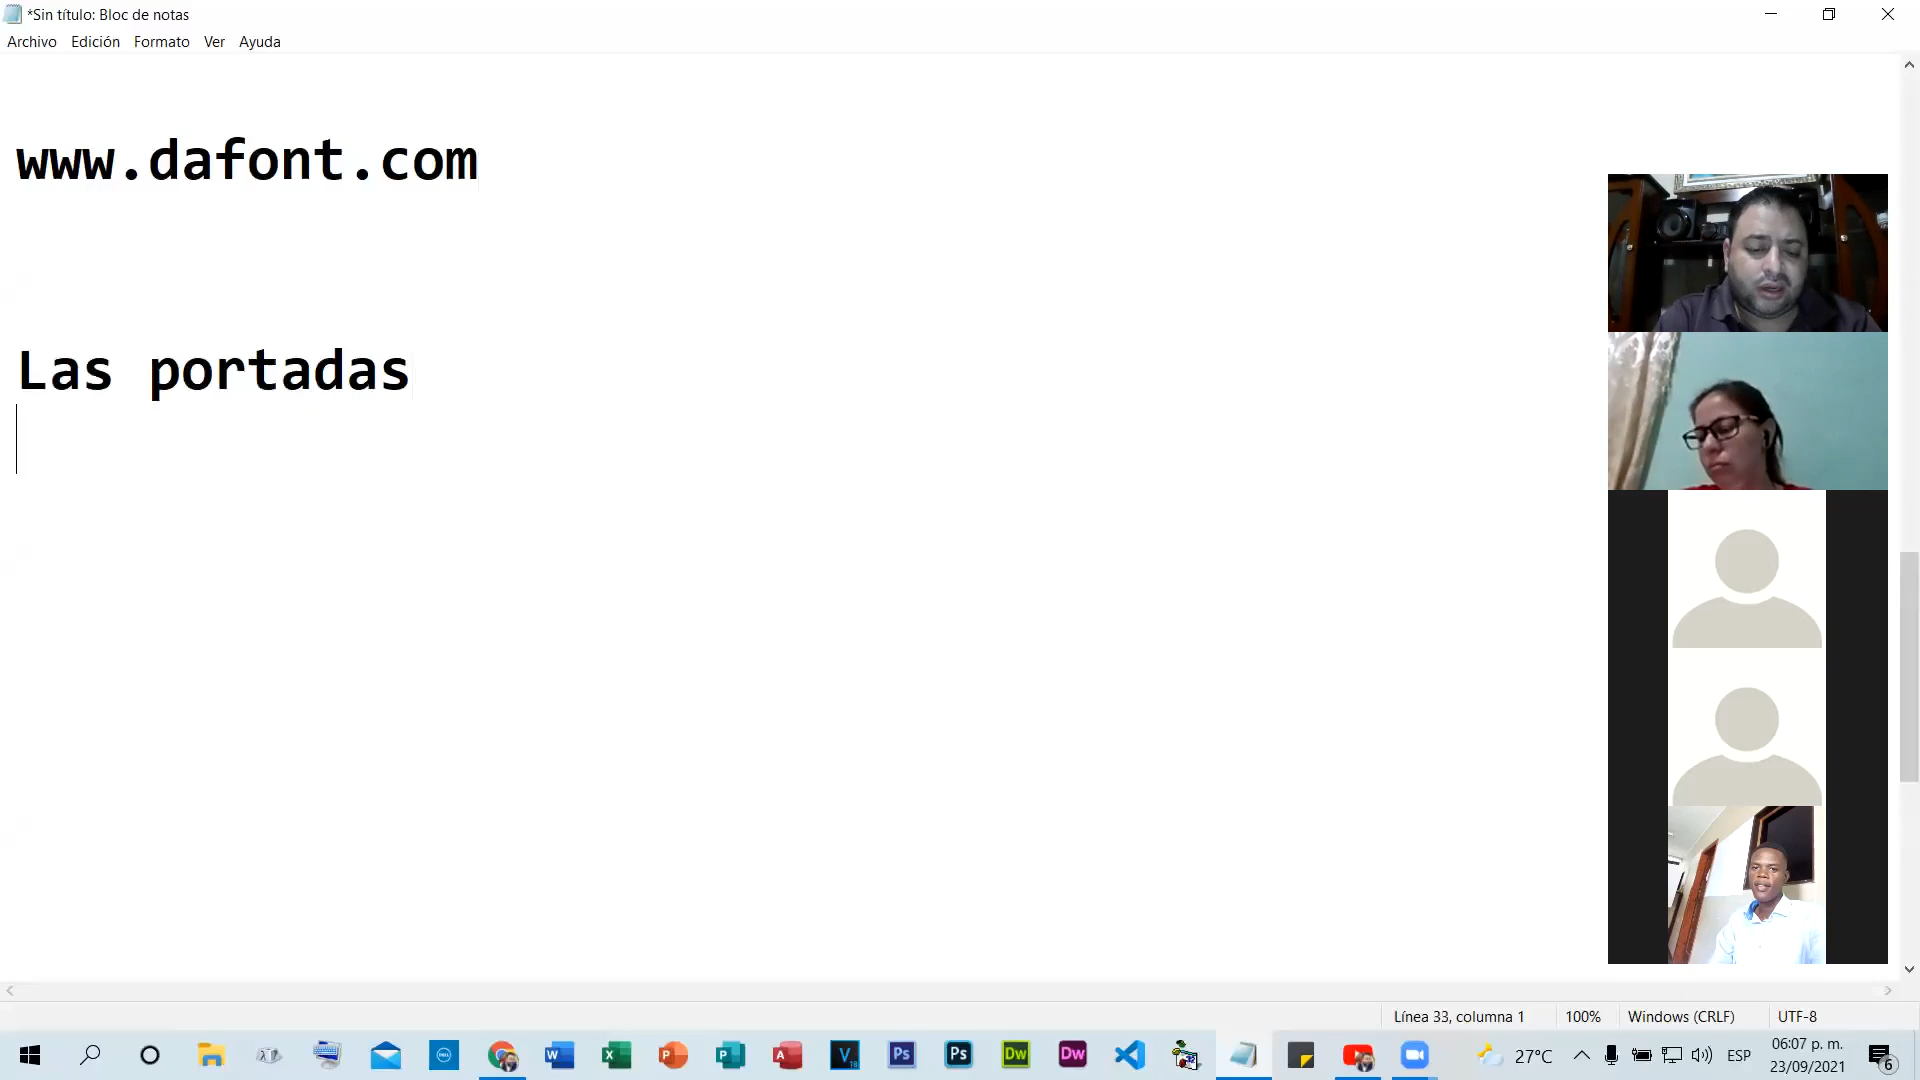 *Sin título: Bloc de notas
Archivo Edición Formato Ver Ayuda
www.dafont.com
Las portadas
Línea 33, columna 1 100% Windows (CRLF) UTF-8
27°C ESP 06:07 p. m.
23/09/2021
6